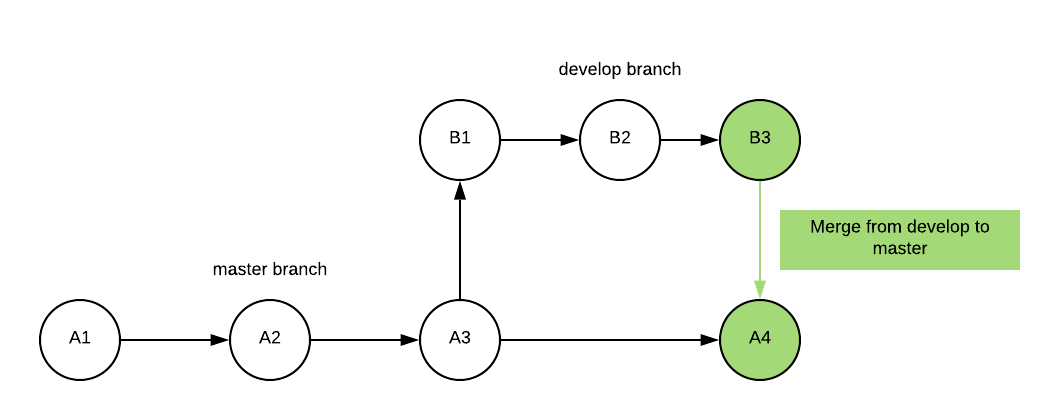 develop branch
B1
B2
B3
Merge from develop to
master
master branch
A1
A2
A3
A4